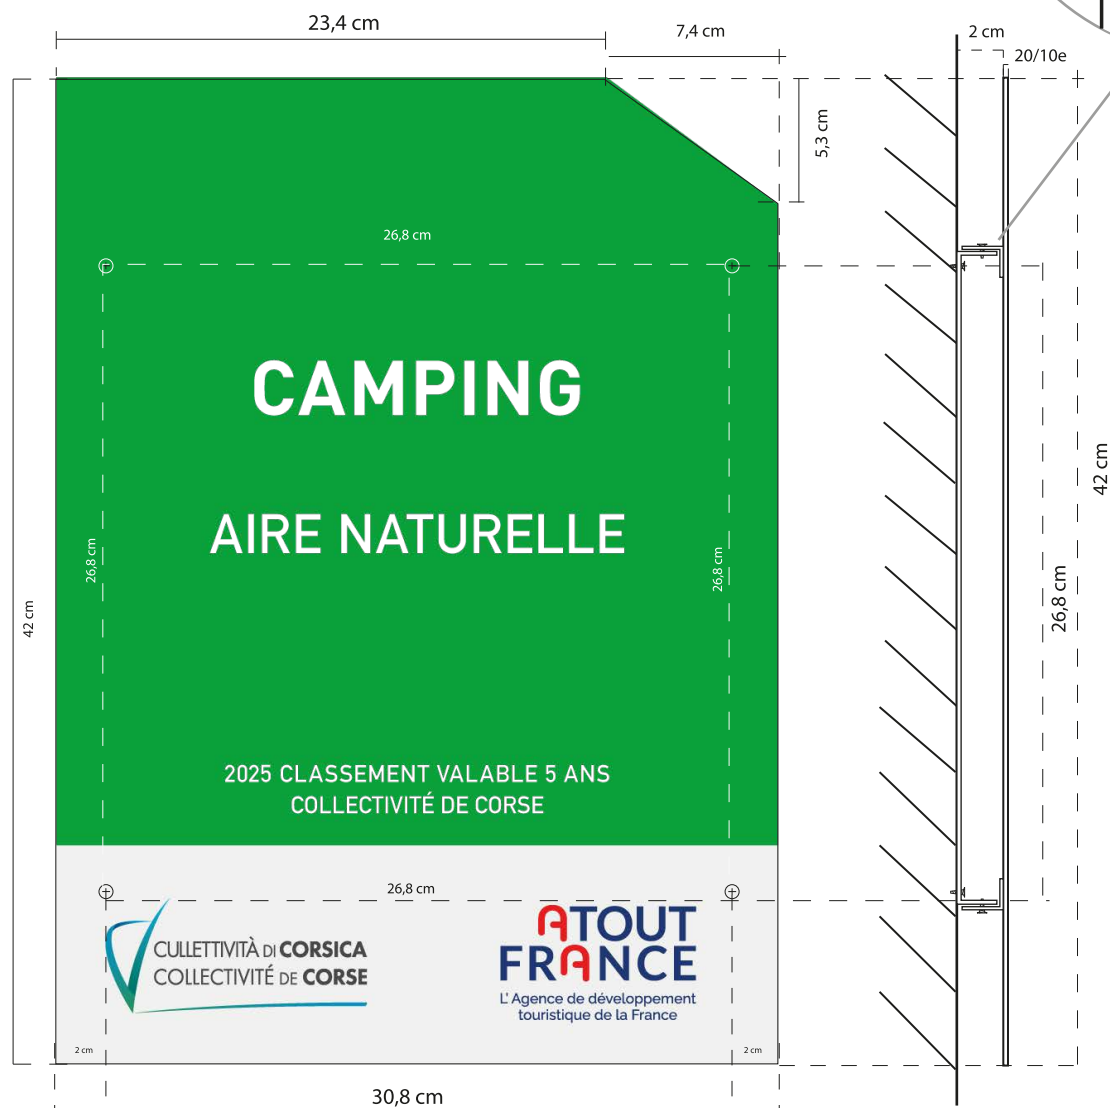 23,4 cm
7,4 cm
2 cm
20/10e
5,3 cm
26,8 cm
CAMPING
AIRE NATURELLE
26,8 cm
26,8 cm
42 cm
42 cm
26,8 cm
2025 CLASSEMENT VALABLE 5 ANS
COLLECTIVITÉ DE CORSE
26,8 cm
CULLETTIVITÀ DI CORSICA
COLLECTIVITÉ DE CORSE
ATOUT
FRANCE
L'Agence de développement
touristique de la France
2 cm
2 cm
30,8 cm